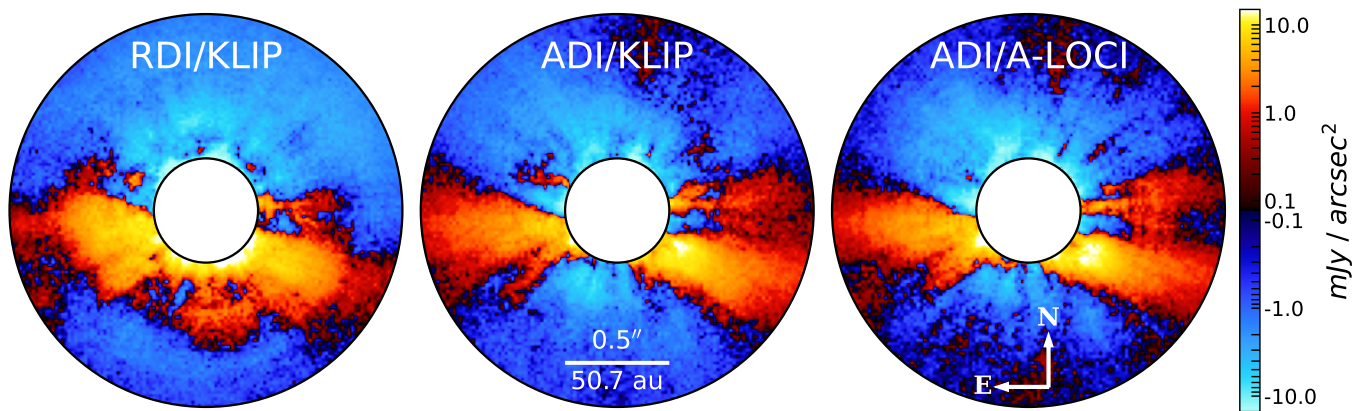 RDI/KLIP
ADI/KLIP
ADI/A-LOCI
0.5″
50.7 au
N
E
10.0
1.0
0.1
-0.1
-1.0
-10.0
mJy / arcsec²